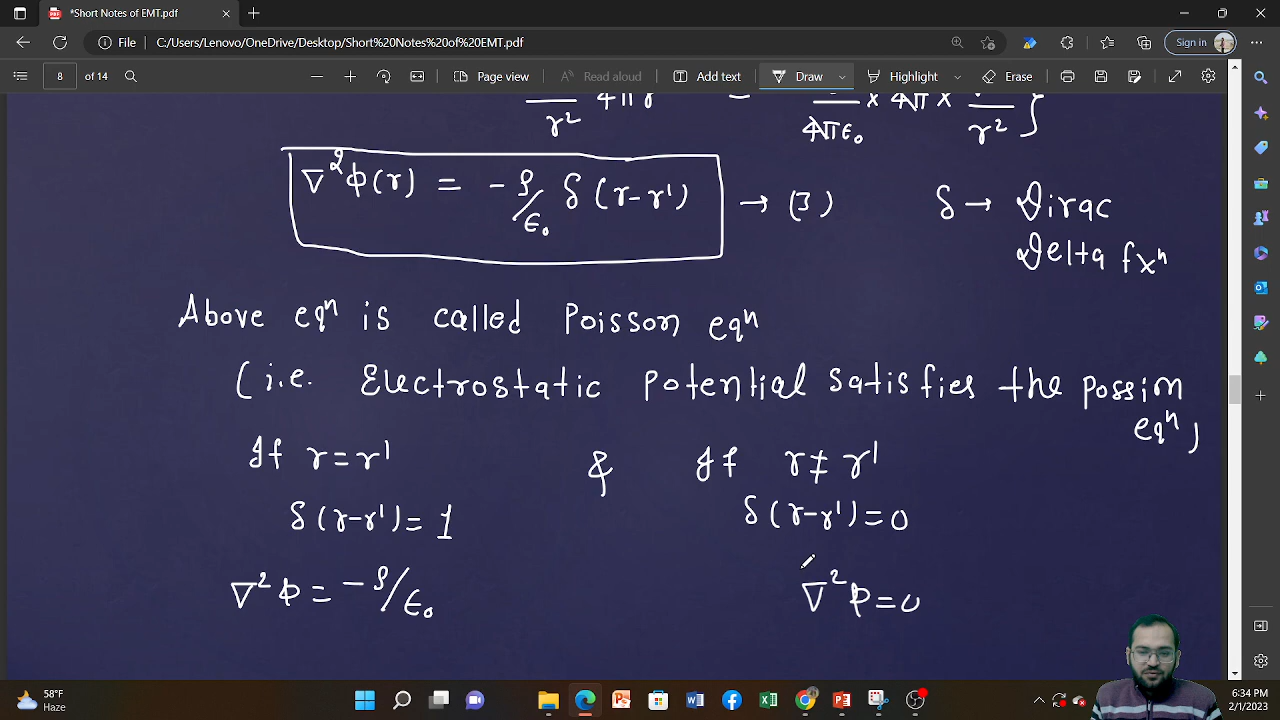 *Short Notes of EMT.pdf
File C:/Users/Lenovo/OneDrive/Desktop/Short%20Notes%20of%20EMT.pdf Sign in
8 of 14 Page view Read aloud Add text Draw Highlight Erase
r² 4πε₀ r²
∇²φ(r) = -ρ/ε₀ δ(r-r') → (3) δ → Dirac
Delta fxⁿ
Above eqⁿ is called Poisson eqⁿ
(i.e. Electrostatic Potential satisfies the possion
eqⁿ)
If r=r' & If r≠r'
δ(r-r')=1 δ(r-r')=0
∇²φ=-ρ/ε₀ ∇²φ=0
58°F
Haze
6:34 PM
2/1/2023